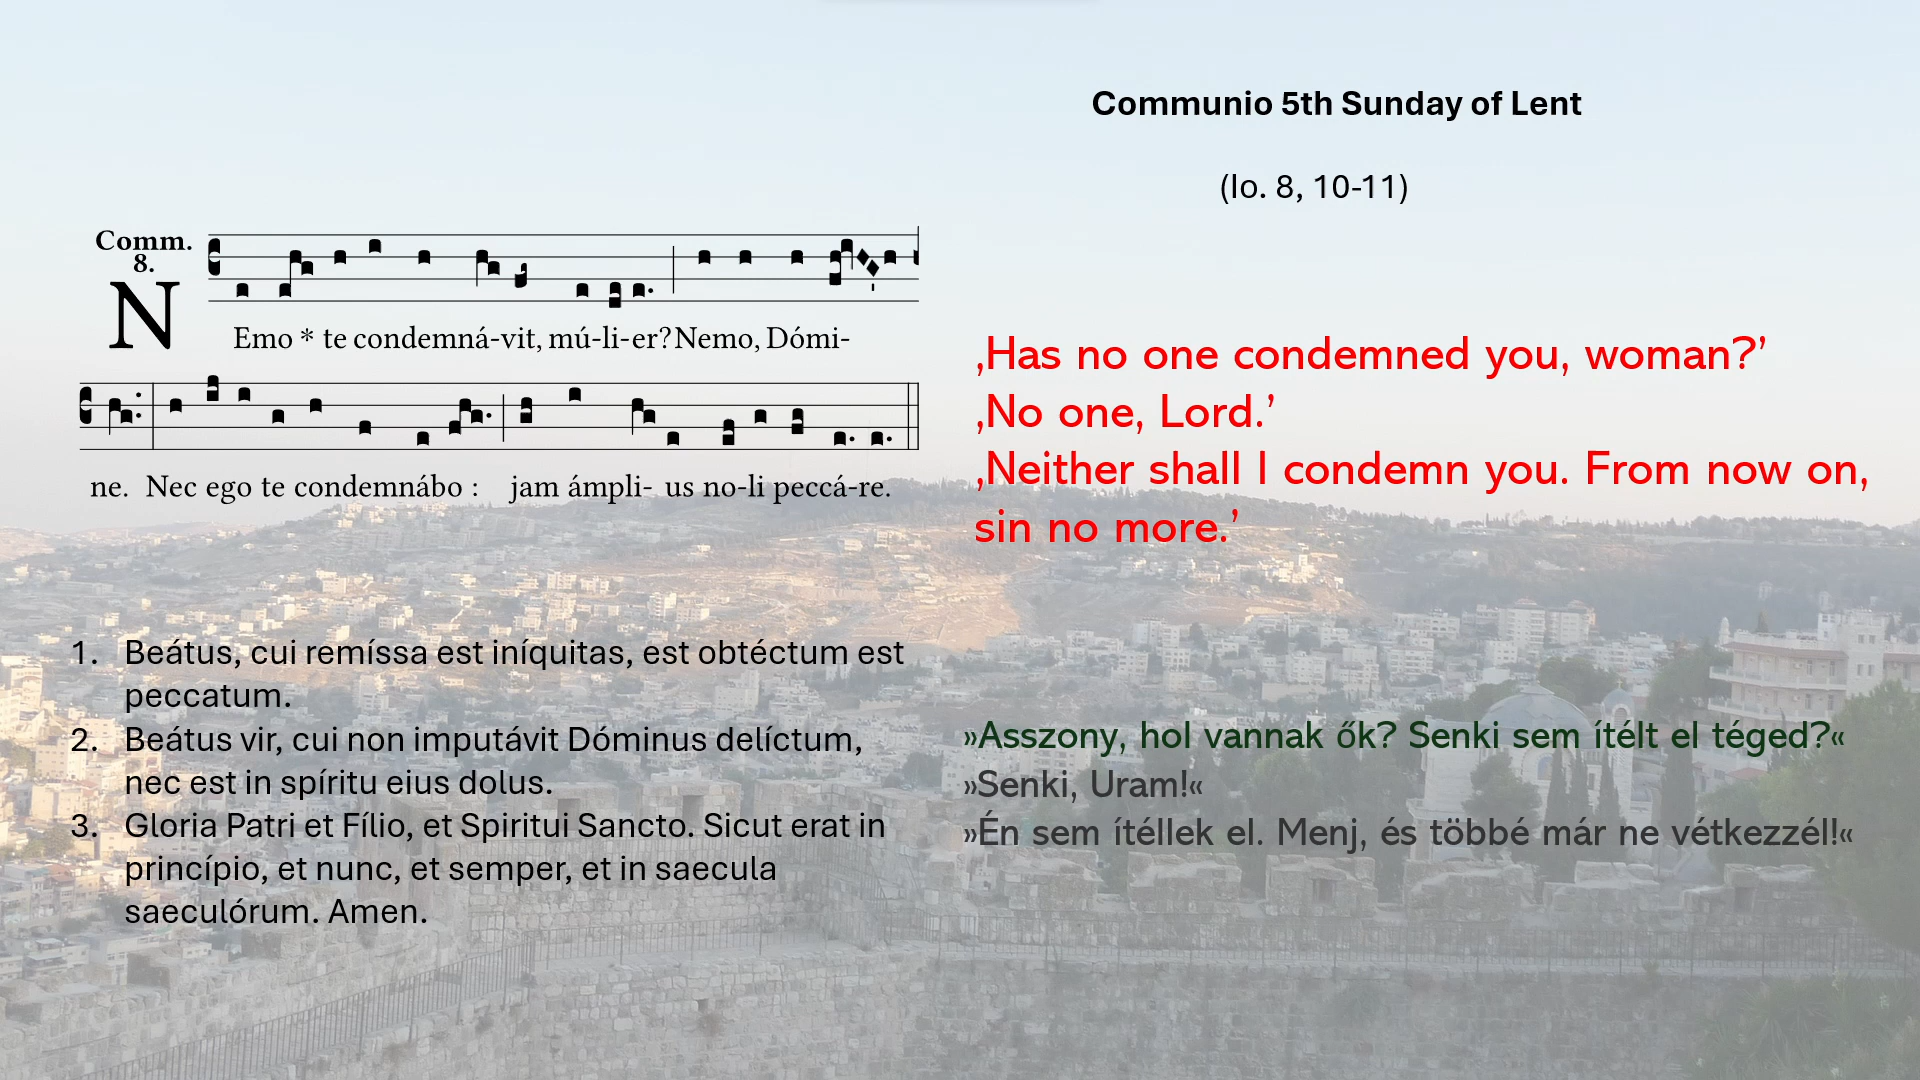 Communio 5th Sunday of Lent
(Io. 8, 10-11)
Comm.
8.
NEmo * te condemná-vit, mú-li-er? Nemo, Dómi-
ne. Nec ego te condemnábo : jam ámpli- us no-li peccá-re.
‚Has no one condemned you, woman?’
‚No one, Lord.’
‚Neither shall I condemn you. From now on,
sin no more.’
1. Beátus, cui remíssa est iníquitas, est obtéctum est
peccatum.
2. Beátus vir, cui non imputávit Dóminus delíctum,
nec est in spíritu eius dolus.
3. Gloria Patri et Fílio, et Spiritui Sancto. Sicut erat in
princípio, et nunc, et semper, et in saecula
saeculórum. Amen.
»Asszony, hol vannak ők? Senki sem ítélt el téged?«
»Senki, Uram!«
»Én sem ítéllek el. Menj, és többé már ne vétkezzél!«